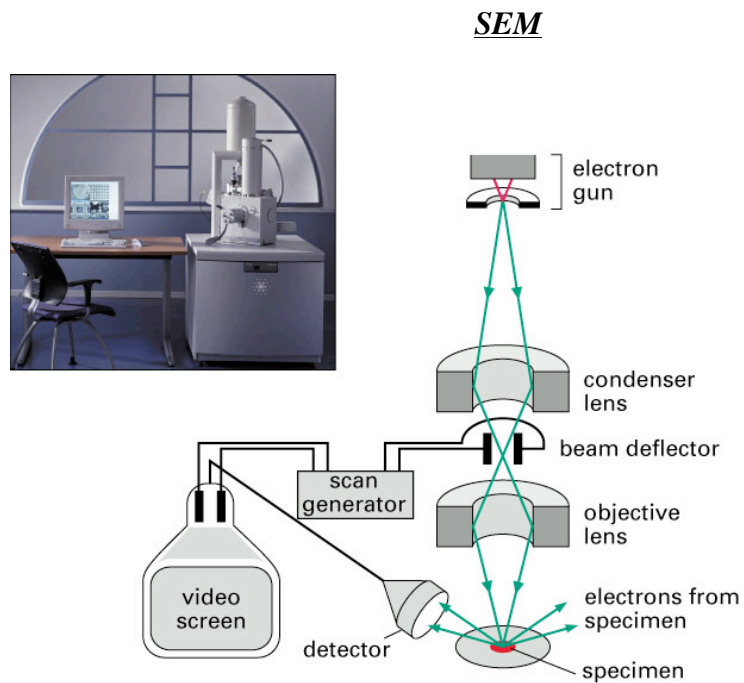 SEM
electron
gun
condenser
lens
beam deflector
scan
generator
objective
lens
video
screen
electrons from
specimen
detector
specimen